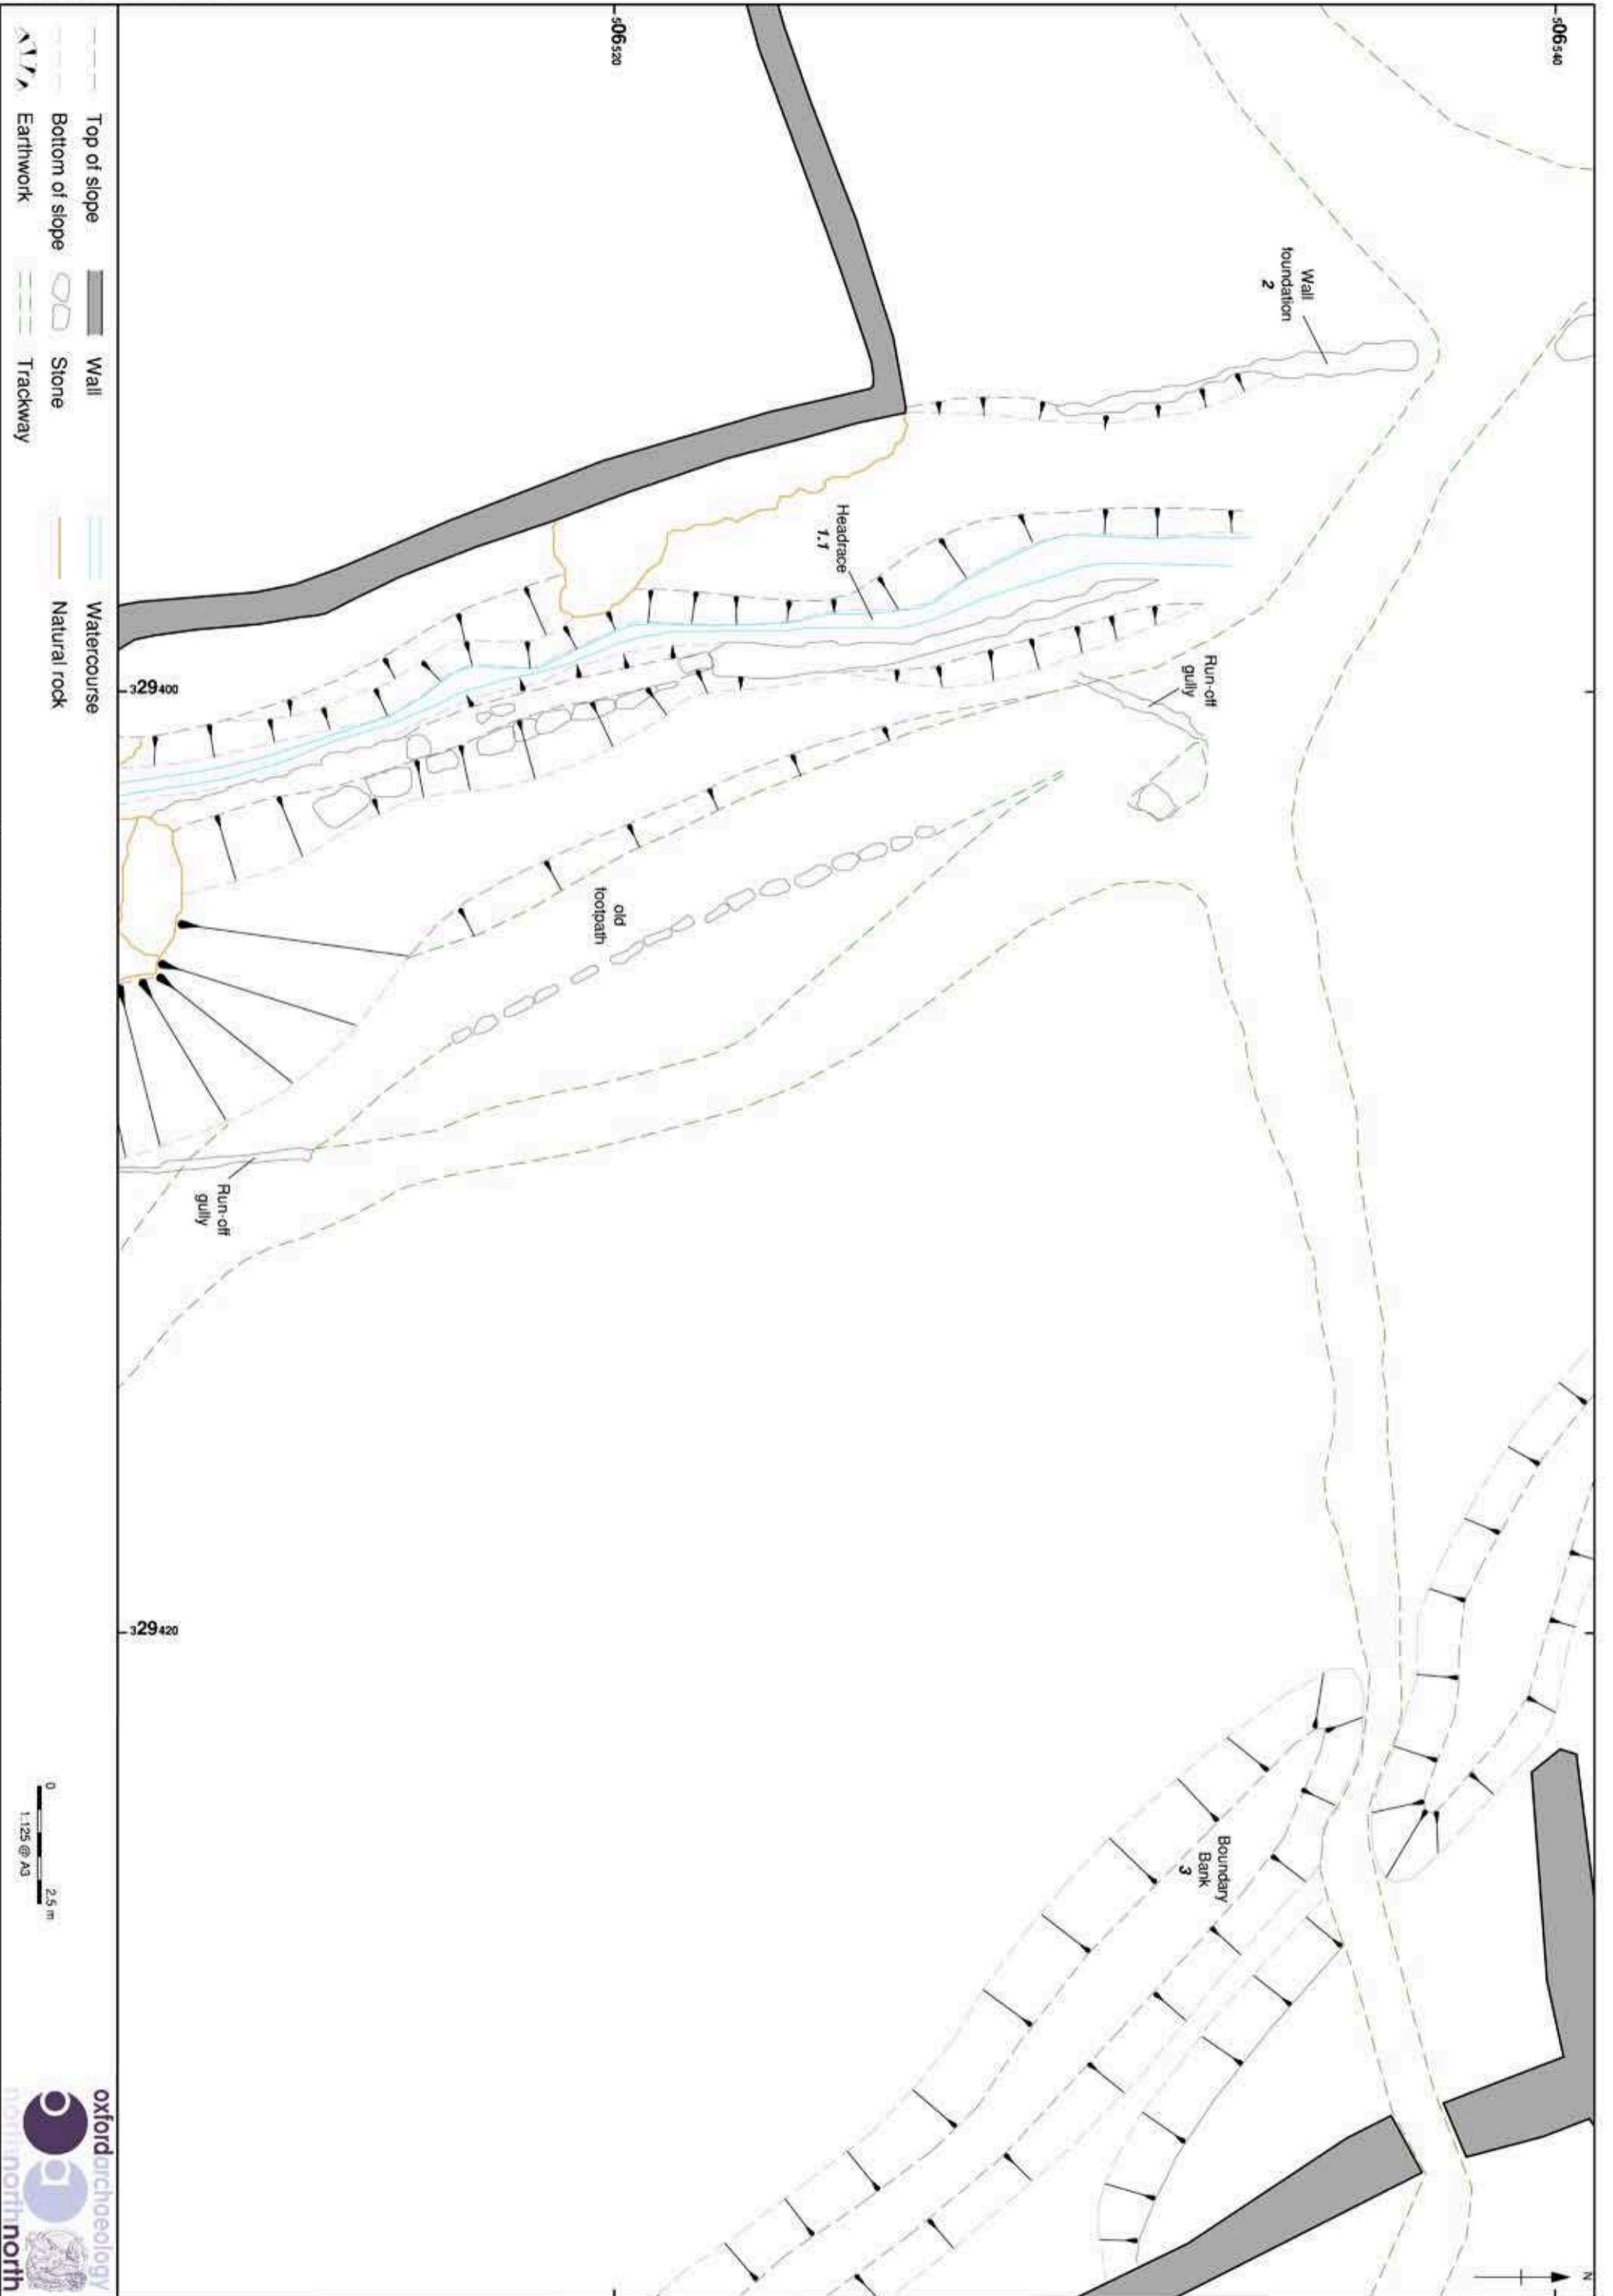 506540
N
506520
Wall
foundation
2
Headrace
1.1
Run-off
gully
old
footpath
Run-off
gully
Boundary
Bank
3
329400
329420
Top of slope
Bottom of slope
Earthwork
Wall
Stone
Trackway
Watercourse
Natural rock
0 2.5 m
1:125 @ A3
oxfordarchaeology
northnorthnorth